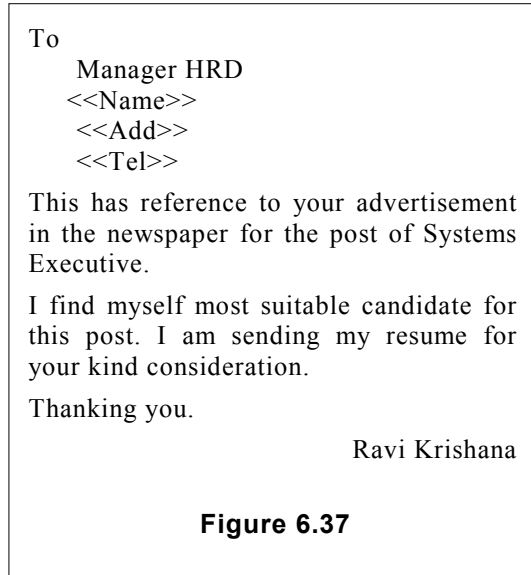 To
Manager HRD
<<Name>>
<<Add>>
<<Tel>>
This has reference to your advertisement
in the newspaper for the post of Systems
Executive.
I find myself most suitable candidate for
this post. I am sending my resume for
your kind consideration.
Thanking you.
Ravi Krishana
Figure 6.37